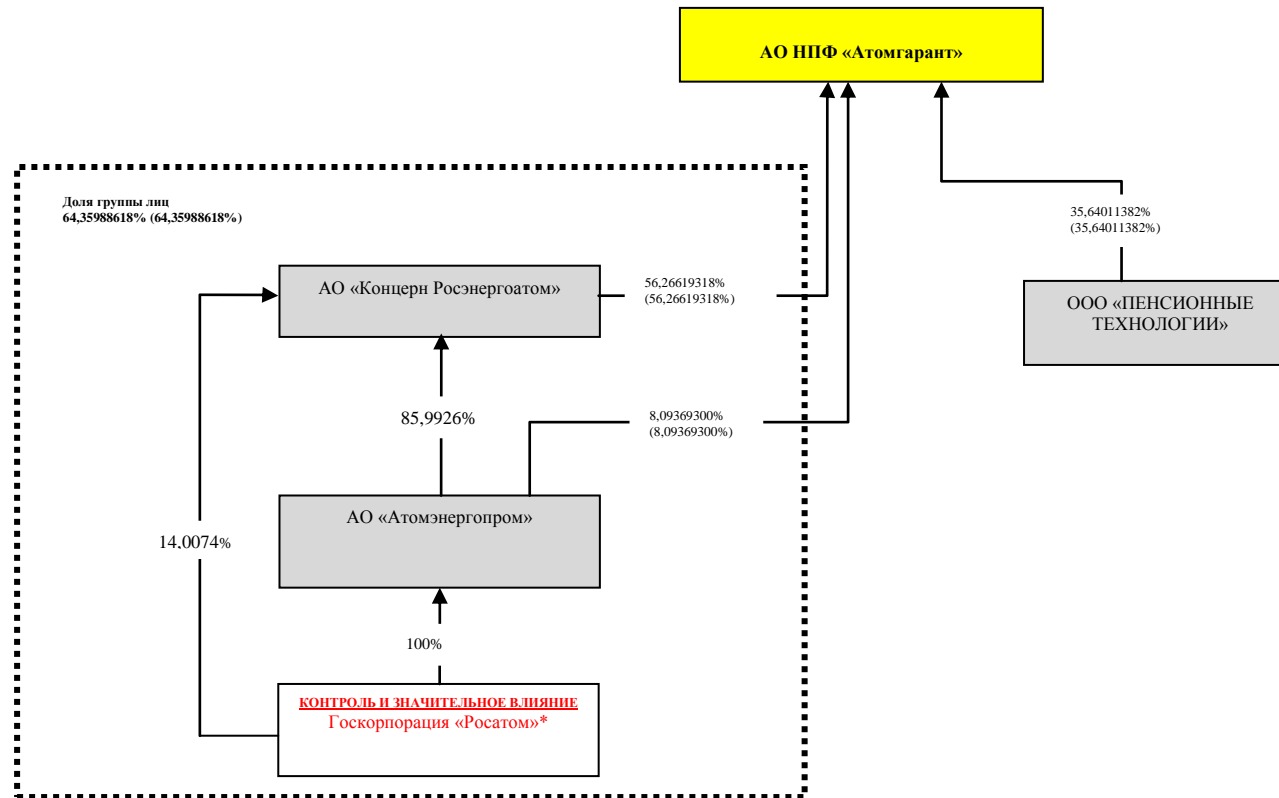 АО НПФ «Атомгарант»
Доля группы лиц
64,35988618% (64,35988618%)
35,64011382%
(35,64011382%)
АО «Концерн Росэнергоатом»
56,26619318%
(56,26619318%)
ООО «ПЕНСИОННЫЕ
ТЕХНОЛОГИИ»
85,9926%
8,09369300%
(8,09369300%)
АО «Атомэнергопром»
14,0074%
100%
КОНТРОЛЬ И ЗНАЧИТЕЛЬНОЕ ВЛИЯНИЕ
Госкорпорация «Росатом»*